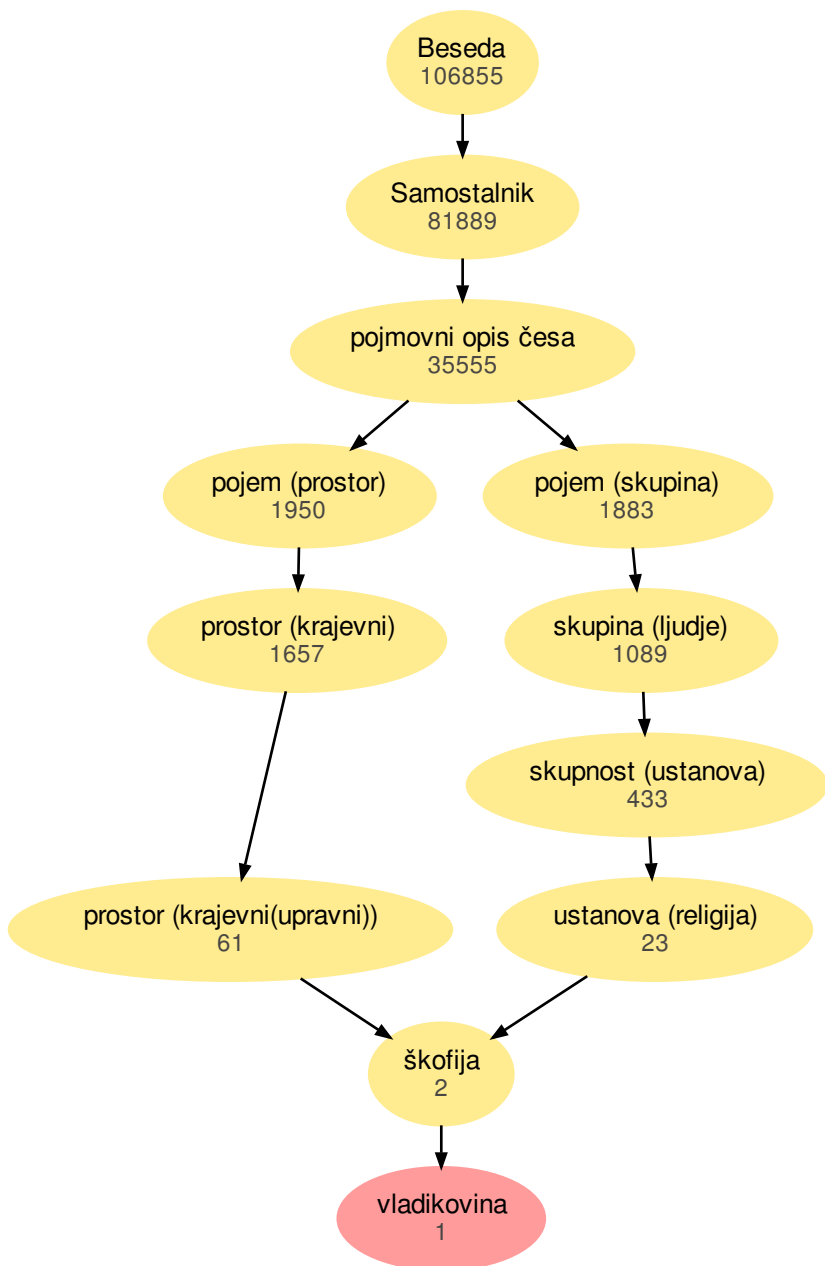 Beseda
106855
Samostalnik
81889
pojmovni opis česa
35555
pojem (prostor)
1950
pojem (skupina)
1883
prostor (krajevni)
1657
skupina (ljudje)
1089
skupnost (ustanova)
433
prostor (krajevni(upravni))
61
ustanova (religija)
23
škofija
2
vladikovina
1